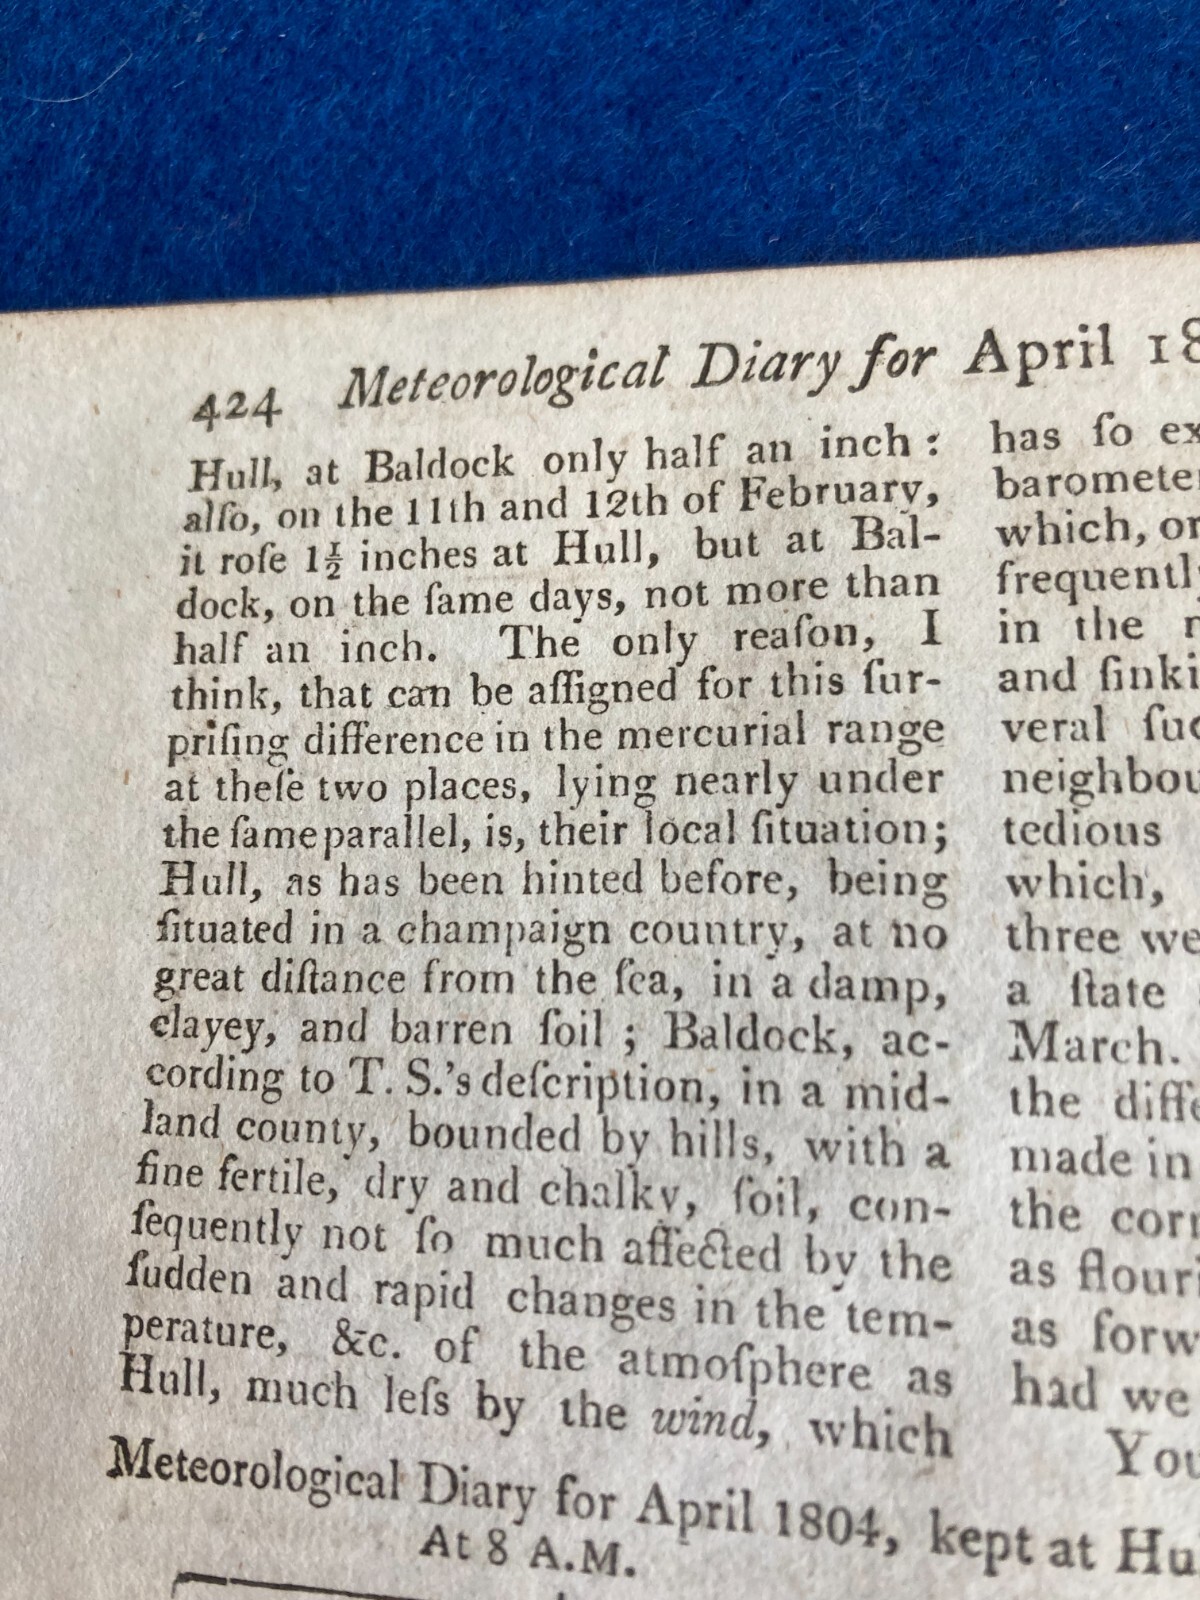 424 Meteorological Diary for April 18
Hull, at Baldock only half an inch :
alſo, on the 11th and 12th of February,
it roſe 1½ inches at Hull, but at Bal-
dock, on the ſame days, not more than
half an inch. The only reaſon, I
think, that can be aſſigned for this ſur-
priſing difference in the mercurial range
at theſe two places, lying nearly under
the ſame parallel, is, their local ſituation;
Hull, as has been hinted before, being
ſituated in a champaign country, at no
great diſtance from the ſea, in a damp,
clayey, and barren ſoil ; Baldock, ac-
cording to T. S.'s deſcription, in a mid-
land county, bounded by hills, with a
fine fertile, dry and chalky, ſoil, con-
ſequently not ſo much affected by the
ſudden and rapid changes in the tem-
perature, &c. of the atmoſphere as
Hull, much leſs by the wind, which
has ſo ex
barometer
which, or
frequently
in the
and ſinki
veral ſuc
neighbou
tedious
which,
three we
a ſtate
March.
the diffe
made in
the corn
as flouri
as forw
had we
You
Meteorological Diary for April 1804, kept at Hu
At 8 A.M.